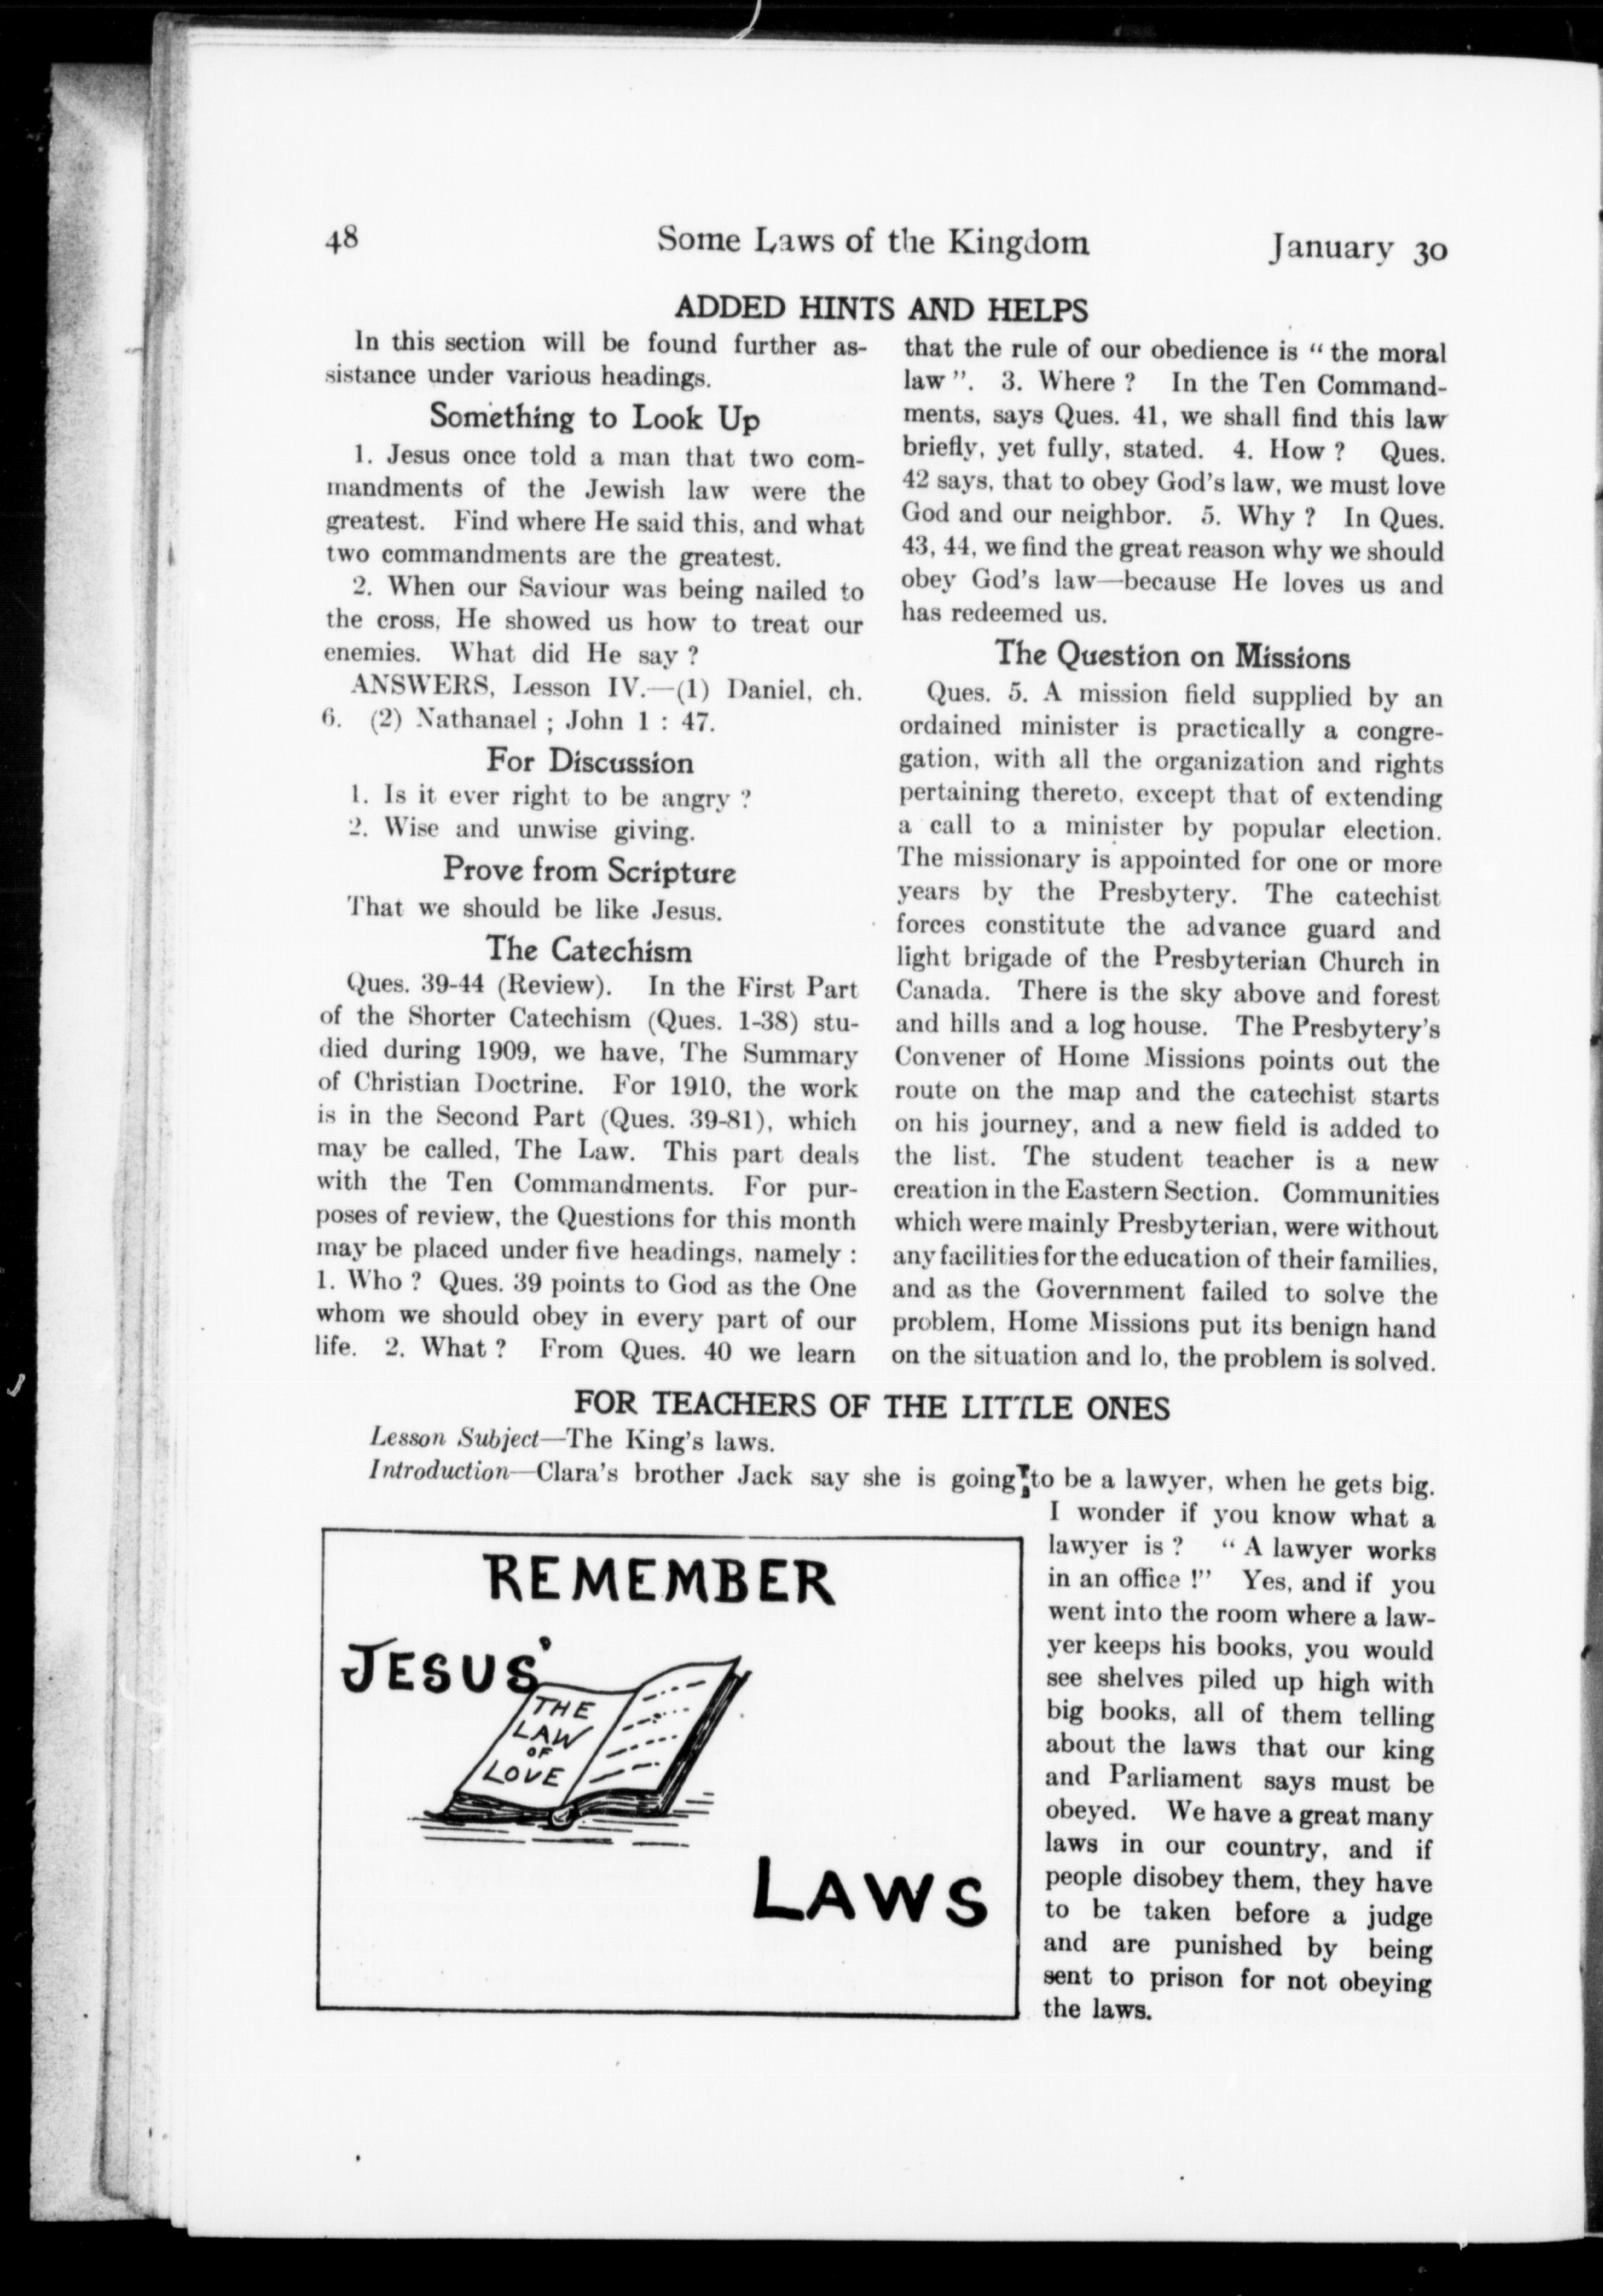 48
Some Laws of the Kingdom
January 30
ADDED HINTS AND HELPS
In this section will be found further as-
sistance under various headings.
Something to Look Up
1. Jesus once told a man that two com-
mandments of the Jewish law were the
greatest. Find where He said this, and what
two commandments are the greatest.
2. When our Saviour was being nailed to
the cross, He showed us how to treat our
enemies. What did He say ?
ANSWERS, Lesson IV.—(1) Daniel, ch.
6. (2) Nathanael ; John 1 : 47.
For Discussion
1. Is it ever right to be angry ?
2. Wise and unwise giving.
Prove from Scripture
That we should be like Jesus.
The Catechism
Ques. 39-44 (Review). In the First Part
of the Shorter Catechism (Ques. 1-38) stu-
died during 1909, we have, The Summary
of Christian Doctrine. For 1910, the work
is in the Second Part (Ques. 39-81), which
may be called, The Law. This part deals
with the Ten Commandments. For pur-
poses of review, the Questions for this month
may be placed under five headings, namely :
1. Who ? Ques. 39 points to God as the One
whom we should obey in every part of our
life. 2. What ? From Ques. 40 we learn
that the rule of our obedience is “ the moral
law ”. 3. Where ? In the Ten Command-
ments, says Ques. 41, we shall find this law
briefly, yet fully, stated. 4. How ? Ques.
42 says, that to obey God's law, we must love
God and our neighbor. 5. Why ? In Ques.
43, 44, we find the great reason why we should
obey God's law—because He loves us and
has redeemed us.
The Question on Missions
Ques. 5. A mission field supplied by an
ordained minister is practically a congre-
gation, with all the organization and rights
pertaining thereto, except that of extending
a call to a minister by popular election.
The missionary is appointed for one or more
years by the Presbytery. The catechist
forces constitute the advance guard and
light brigade of the Presbyterian Church in
Canada. There is the sky above and forest
and hills and a log house. The Presbytery's
Convener of Home Missions points out the
route on the map and the catechist starts
on his journey, and a new field is added to
the list. The student teacher is a new
creation in the Eastern Section. Communities
which were mainly Presbyterian, were without
any facilities for the education of their families,
and as the Government failed to solve the
problem, Home Missions put its benign hand
on the situation and lo, the problem is solved.
FOR TEACHERS OF THE LITTLE ONES
Lesson Subject—The King's laws.
Introduction—Clara's brother Jack say she is going to be a lawyer, when he gets big.
I wonder if you know what a
lawyer is ? “ A lawyer works
in an office !” Yes, and if you
went into the room where a law-
yer keeps his books, you would
see shelves piled up high with
big books, all of them telling
about the laws that our king
and Parliament says must be
obeyed. We have a great many
laws in our country, and if
people disobey them, they have
to be taken before a judge
and are punished by being
sent to prison for not obeying
the laws.
REMEMBER
JESUS'
THE
LAW
OF
LOVE
LAWS